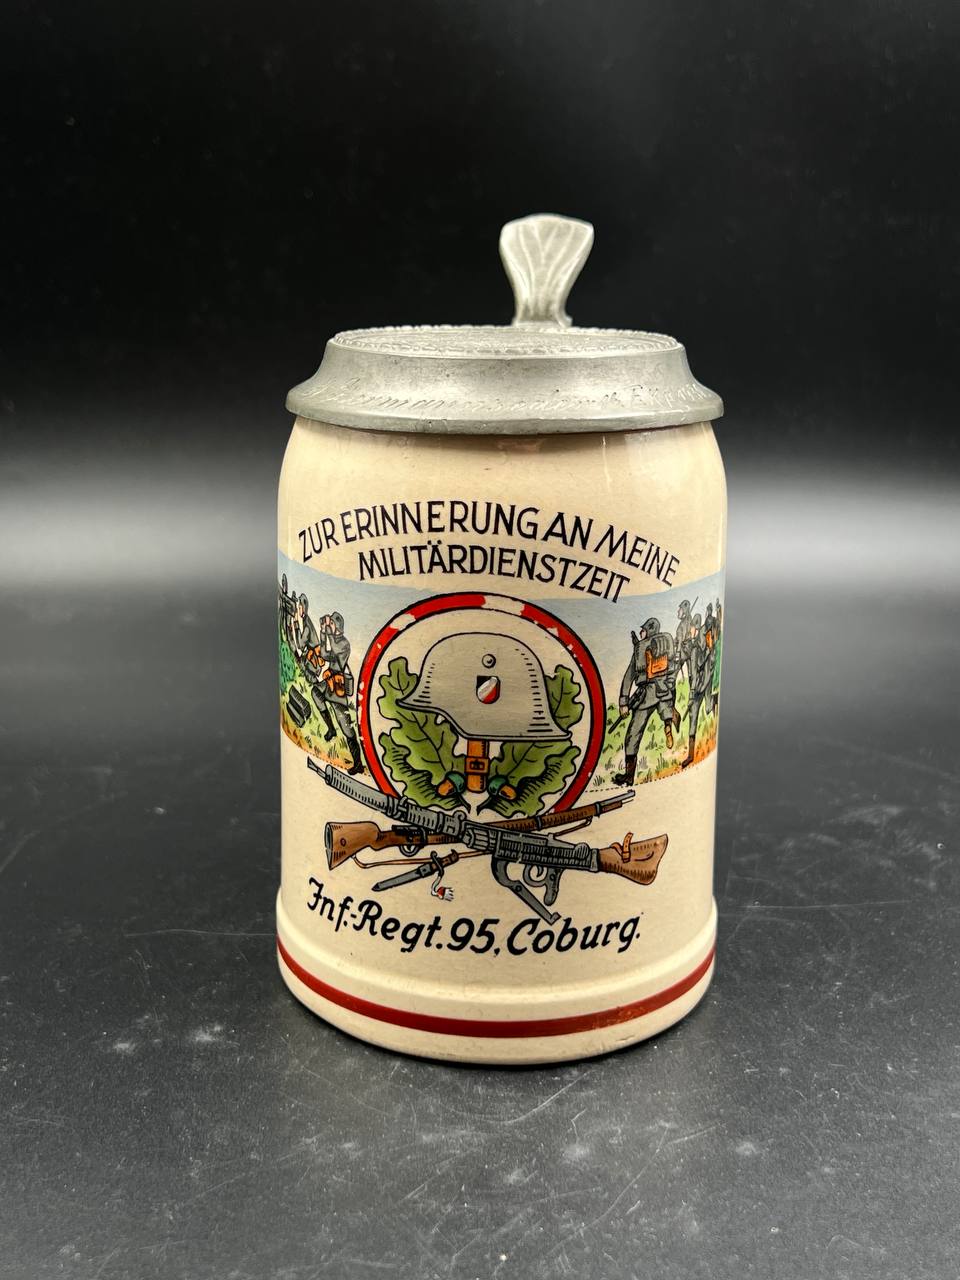 ZUR ERINNERUNG AN MEINE
MILITÄRDIENSTZEIT
Inf.-Regt. 95, Coburg.